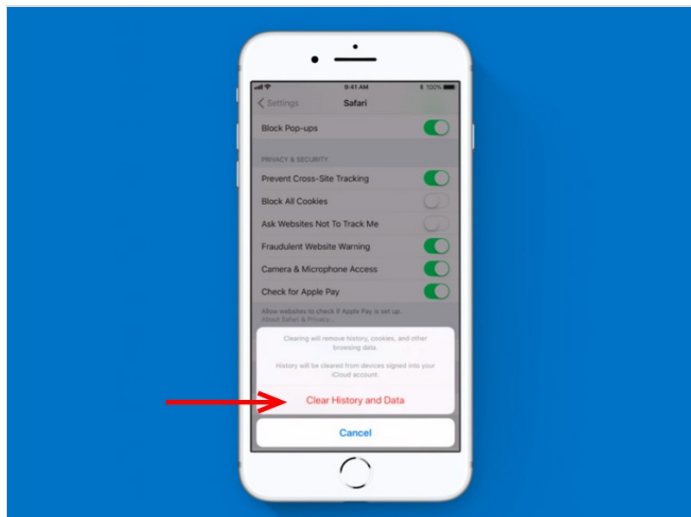 9:41 AM
100%
Settings
Safari
Block Pop-ups
PRIVACY & SECURITY
Prevent Cross-Site Tracking
Block All Cookies
Ask Websites Not To Track Me
Fraudulent Website Warning
Camera & Microphone Access
Check for Apple Pay
Allow websites to check if Apple Pay is set up.
About Safari & Privacy...
Clearing will remove history, cookies, and other
browsing data.
History will be cleared from devices signed into your
iCloud account.
Clear History and Data
Cancel